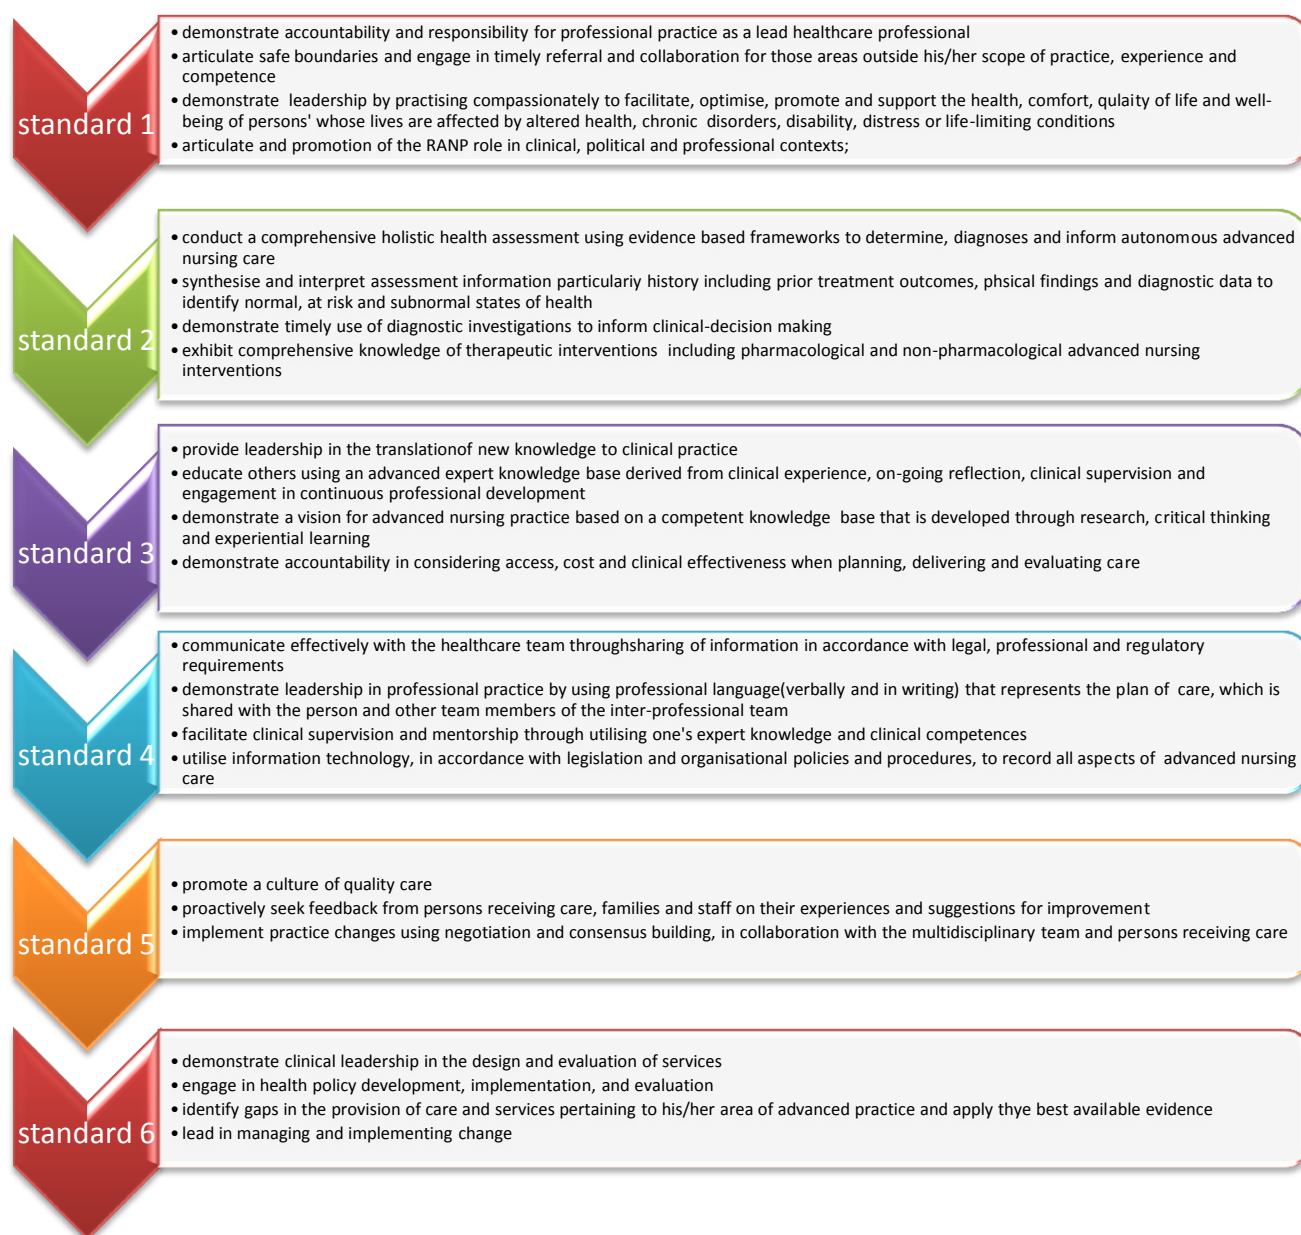 standard 1
• demonstrate accountability and responsibility for professional practice as a lead healthcare professional
• articulate safe boundaries and engage in timely referral and collaboration for those areas outside his/her scope of practice, experience and
competence
• demonstrate leadership by practising compassionately to facilitate, optimise, promote and support the health, comfort, qulaity of life and well-
being of persons' whose lives are affected by altered health, chronic disorders, disability, distress or life-limiting conditions
• articulate and promotion of the RANP role in clinical, political and professional contexts;
standard 2
• conduct a comprehensive holistic health assessment using evidence based frameworks to determine, diagnoses and inform autonomous advanced
nursing care
• synthesise and interpret assessment information particulariy history including prior treatment outcomes, phsical findings and diagnostic data to
identify normal, at risk and subnormal states of health
• demonstrate timely use of diagnostic investigations to inform clinical-decision making
• exhibit comprehensive knowledge of therapeutic interventions including pharmacological and non-pharmacological advanced nursing
interventions
standard 3
• provide leadership in the translationof new knowledge to clinical practice
• educate others using an advanced expert knowledge base derived from clinical experience, on-going reflection, clinical supervision and
engagement in continuous professional development
• demonstrate a vision for advanced nursing practice based on a competent knowledge base that is developed through research, critical thinking
and experiential learning
• demonstrate accountability in considering access, cost and clinical effectiveness when planning, delivering and evaluating care
standard 4
• communicate effectively with the healthcare team throughsharing of information in accordance with legal, professional and regulatory
requirements
• demonstrate leadership in professional practice by using professional language(verbally and in writing) that represents the plan of care, which is
shared with the person and other team members of the inter-professional team
• facilitate clinical supervision and mentorship through utilising one's expert knowledge and clinical competences
• utilise information technology, in accordance with legislation and organisational policies and procedures, to record all aspects of advanced nursing
care
standard 5
• promote a culture of quality care
• proactively seek feedback from persons receiving care, families and staff on their experiences and suggestions for improvement
• implement practice changes using negotiation and consensus building, in collaboration with the multidisciplinary team and persons receiving care
standard 6
• demonstrate clinical leadership in the design and evaluation of services
• engage in health policy development, implementation, and evaluation
• identify gaps in the provision of care and services pertaining to his/her area of advanced practice and apply thye best available evidence
• lead in managing and implementing change